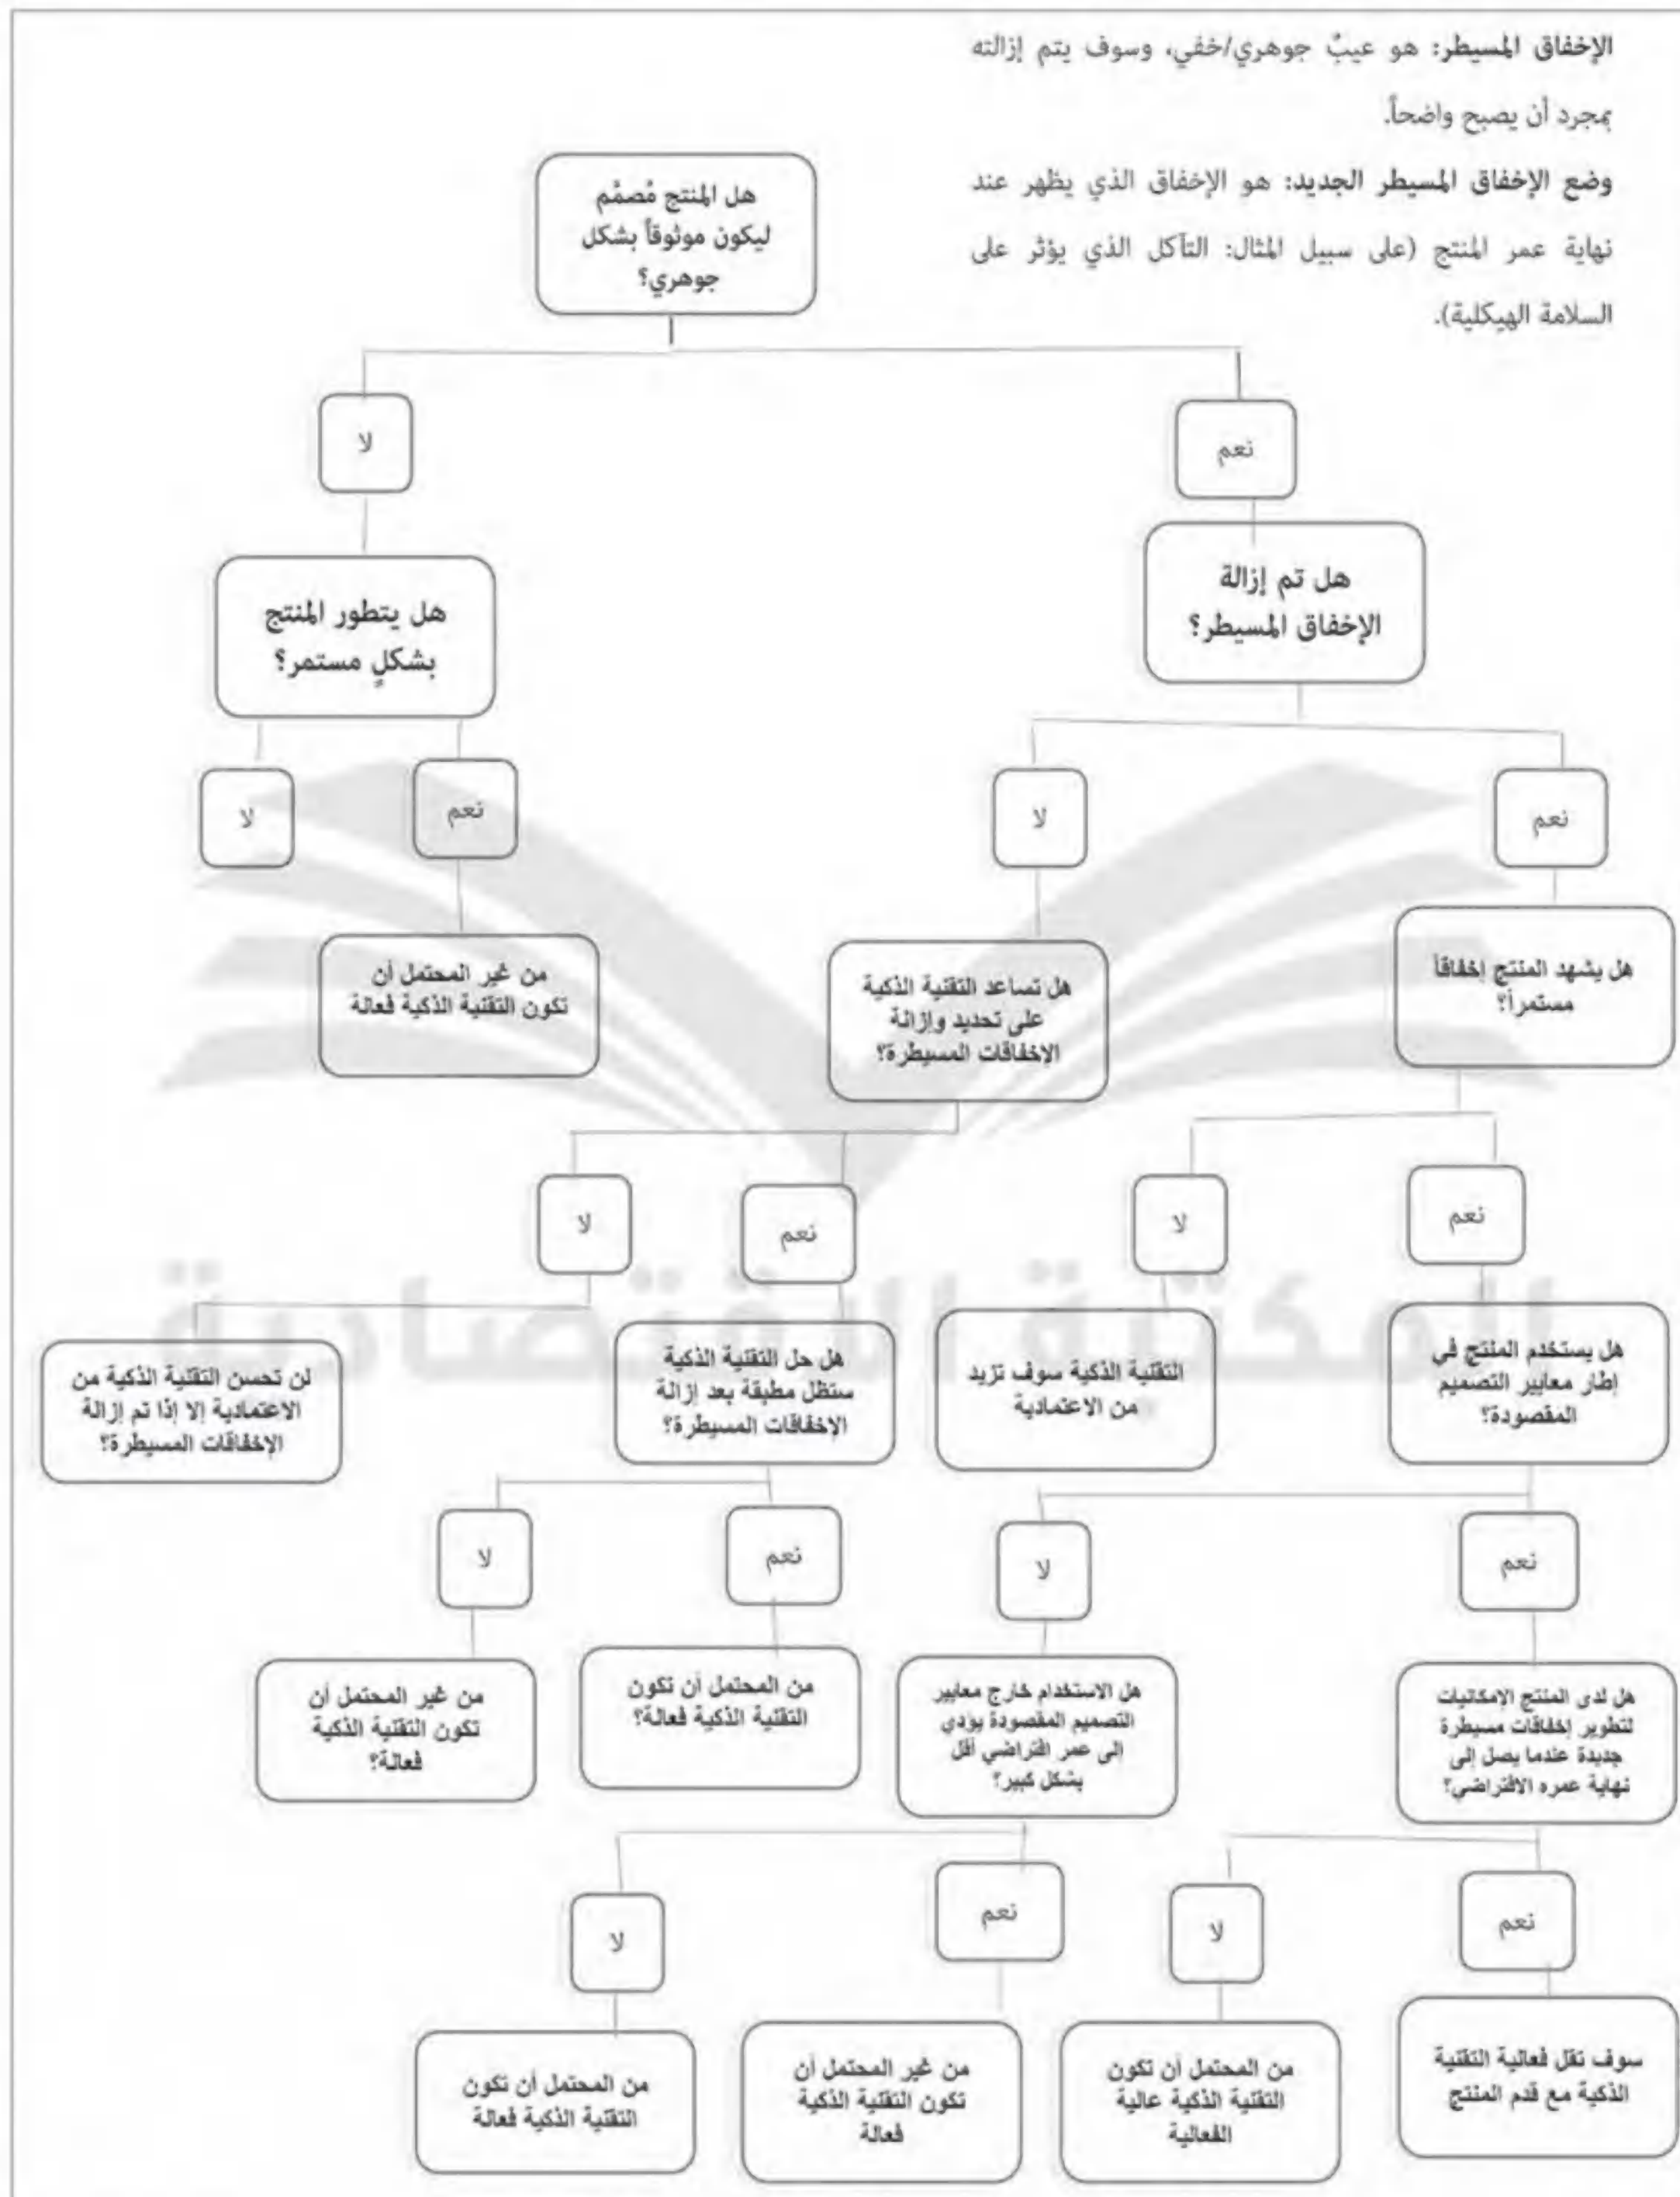 الإخفاق المسيطر: هو عيبٌ جوهري/خفي، وسوف يتم إزالته
بمجرد أن يصبح واضحاً.
وضع الإخفاق المسيطر الجديد: هو الإخفاق الذي يظهر عند
نهاية عمر المنتج (على سبيل المثال: التآكل الذي يؤثر على
السلامة الهيكلية).
هل المنتج مُصمَّم
ليكون موثوقاً بشكل
جوهري؟
نعم
لا
هل تم إزالة
الإخفاق المسيطر؟
هل يتطور المنتج
بشكلٍ مستمر؟
نعم
لا
نعم
لا
هل يشهد المنتج إخفاقاً
مستمراً؟
هل تساعد التقنية الذكية
على تحديد وإزالة
الاخفاقات المسيطرة؟
من غير المحتمل أن
تكون التقنية الذكية فعالة
نعم
لا
نعم
لا
المكتبة الاقتصادية
هل يستخدم المنتج في
إطار معايير التصميم
المقصودة؟
التقنية الذكية سوف تزيد
من الاعتمادية
هل حل التقنية الذكية
ستظل مطبقة بعد إزالة
الاخفاقات المسيطرة؟
لن تحسن التقنية الذكية من
الاعتمادية إلا إذا تم إزالة
الإخفاقات المسيطرة؟
نعم
لا
نعم
لا
هل لدى المنتج الإمكانيات
لتطوير إخفاقات مسيطرة
جديدة عندما يصل إلى
نهاية عمره الافتراضي؟
هل الاستخدام خارج معايير
التصميم المقصودة يؤدي
إلى عمر افتراضي أقل
بشكل كبير؟
من المحتمل أن تكون
التقنية الذكية فعالة؟
من غير المحتمل أن
تكون التقنية الذكية
فعالة؟
نعم
لا
نعم
لا
سوف تقل فعالية التقنية
الذكية مع قدم المنتج
من المحتمل أن تكون
التقنية الذكية عالية
الفعالية
من غير المحتمل أن
تكون التقنية الذكية
فعالة
من المحتمل أن تكون
التقنية الذكية فعالة